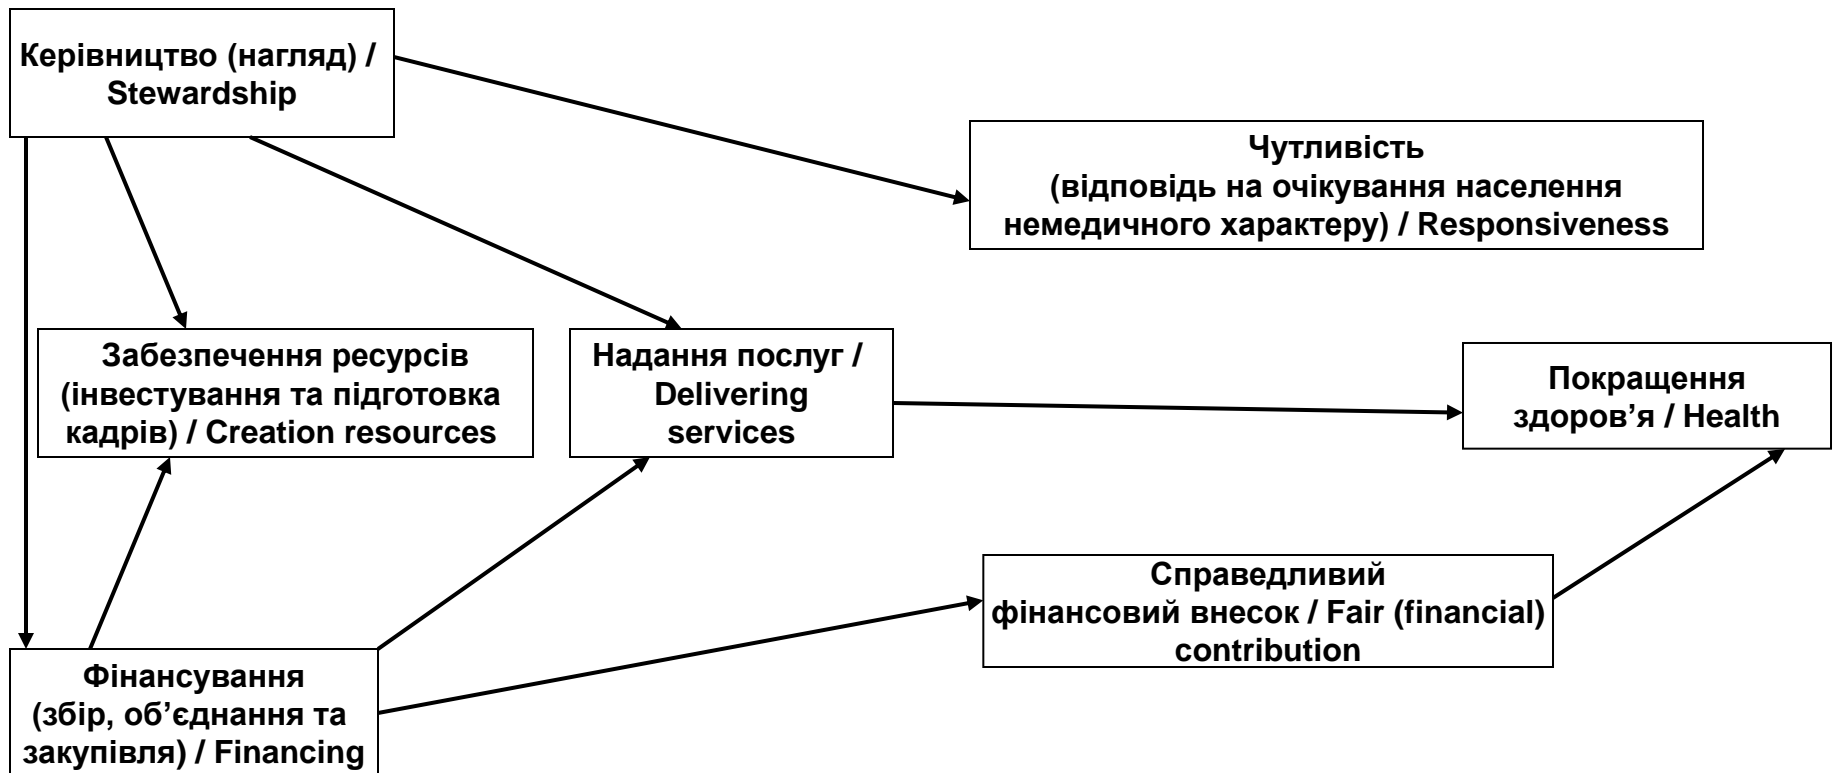 Керівництво (нагляд) /
Stewardship
Чутливість
(відповідь на очікування населення
немедичного характеру) / Responsiveness
Забезпечення ресурсів
(інвестування та підготовка
кадрів) / Creation resources
Надання послуг /
Delivering
services
Покращення
здоров’я / Health
Справедливий
фінансовий внесок / Fair (financial)
contribution
Фінансування
(збір, об’єднання та
закупівля) / Financing